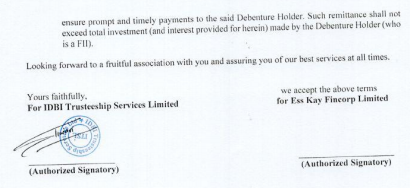 ensure prompt and timely payments to the said Debenture Holder. Such remittance shall not
exceed total investment (and interest provided for herein) made by the Debenture Holder (who
is a FII).
Looking forward to a fruitful association with you and assuring you of our best services at all times.
Yours faithfully,
For IDBI Trusteeship Services Limited
(Authorized Signatory)
we accept the above terms
for Ess Kay Fincorp Limited
(Authorized Signatory)